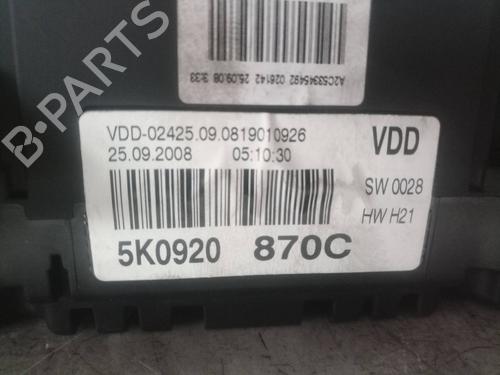 A2C53345492 026142 25.09.08 3:33
VDD-02425.09.0819010926
VDD
25.09.2008 05:10:30
SW 0028
HW H21
5K0920 870C
B-PARTS